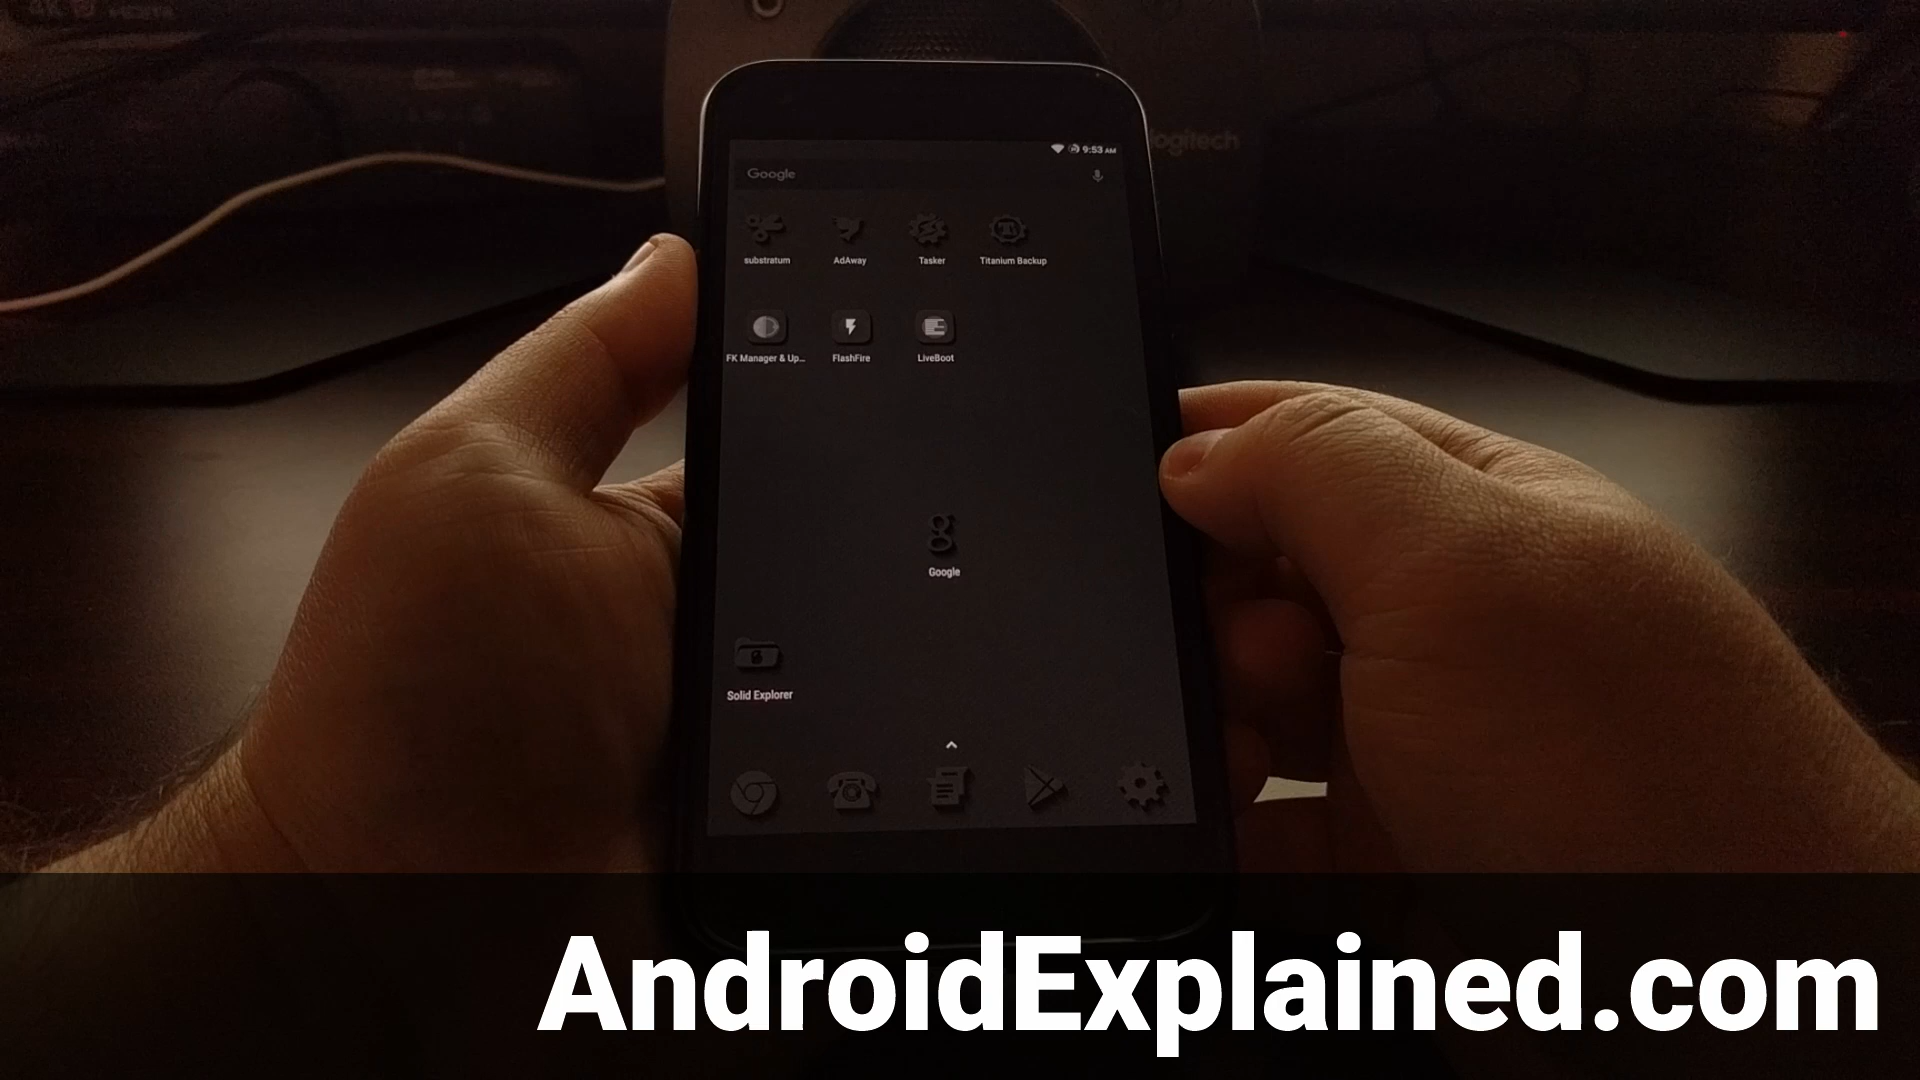 logitech
9:53 AM
Google
substratum AdAway Tasker Titanium Backup
FK Manager & Up... FlashFire LiveBoot
Google
Solid Explorer
AndroidExplained.com